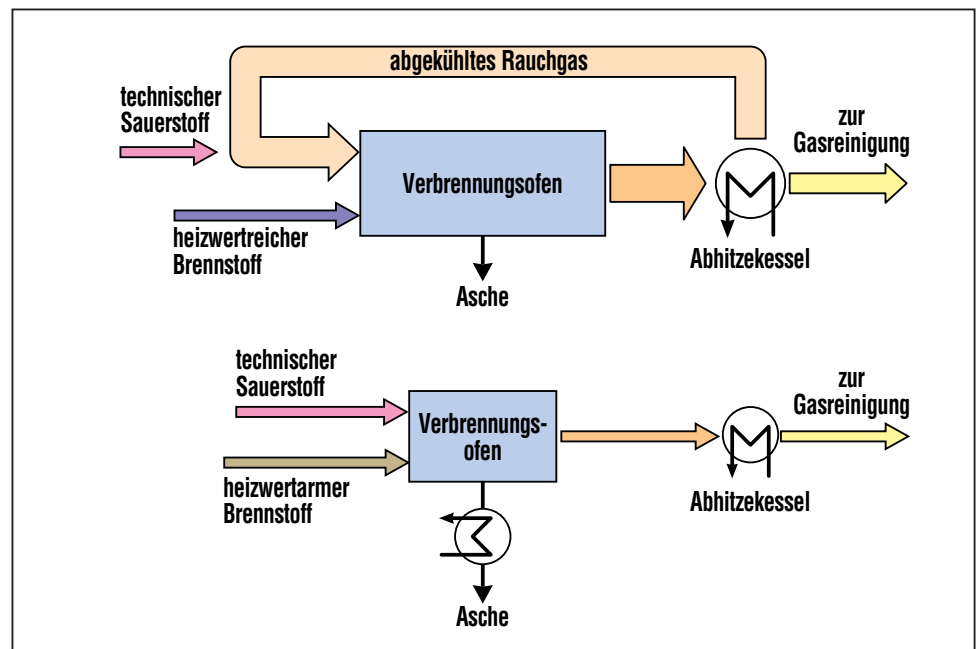 abgekühltes Rauchgas
technischer
Sauerstoff
zur
Gasreinigung
Verbrennungsofen
heizwertreicher
Brennstoff
Abhitzekessel
Asche
technischer
Sauerstoff
zur
Gasreinigung
Verbrennungs-
ofen
heizwertarmer
Brennstoff
Abhitzekessel
Asche